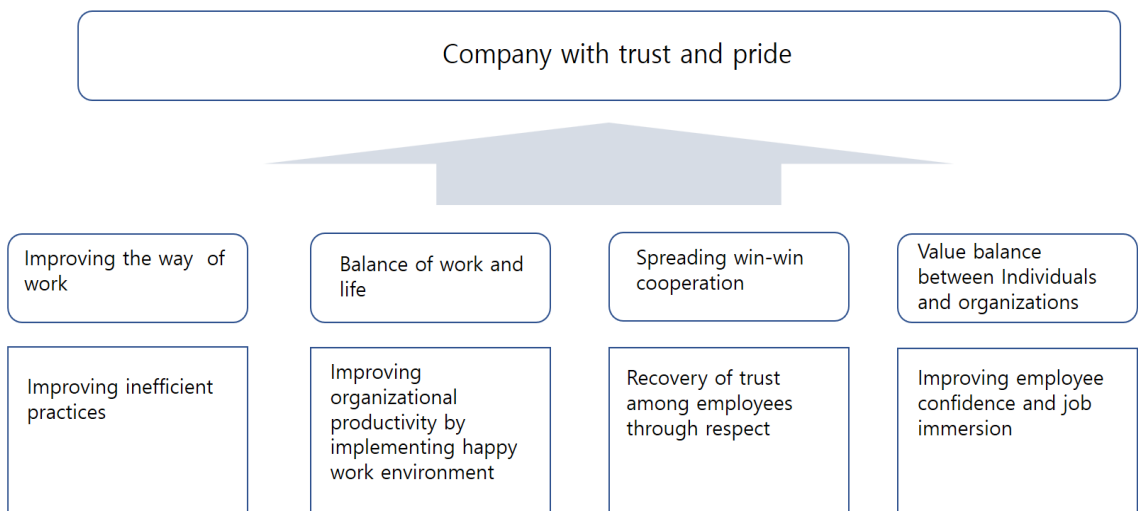 Company with trust and pride
Improving the way of
work
Balance of work and
life
Spreading win-win
cooperation
Value balance
between Individuals
and organizations
Improving inefficient
practices
Improving
organizational
productivity by
implementing happy
work environment
Recovery of trust
among employees
through respect
Improving employee
confidence and job
immersion